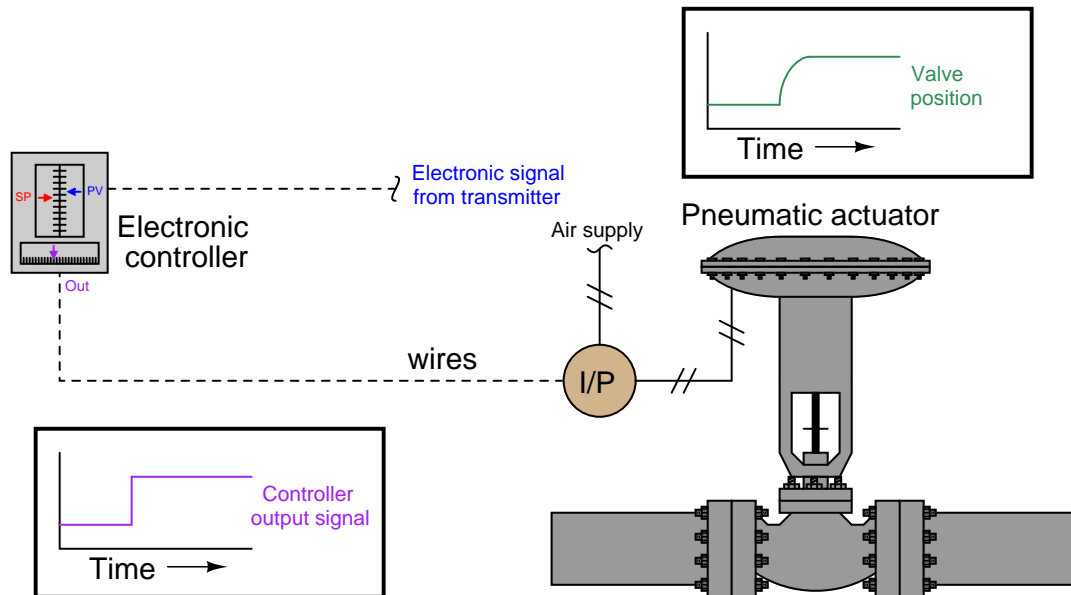 Valve
position
Time
Electronic signal
from transmitter
SP
PV
Electronic
controller
Out
Air supply
Pneumatic actuator
wires
I/P
Controller
output signal
Time